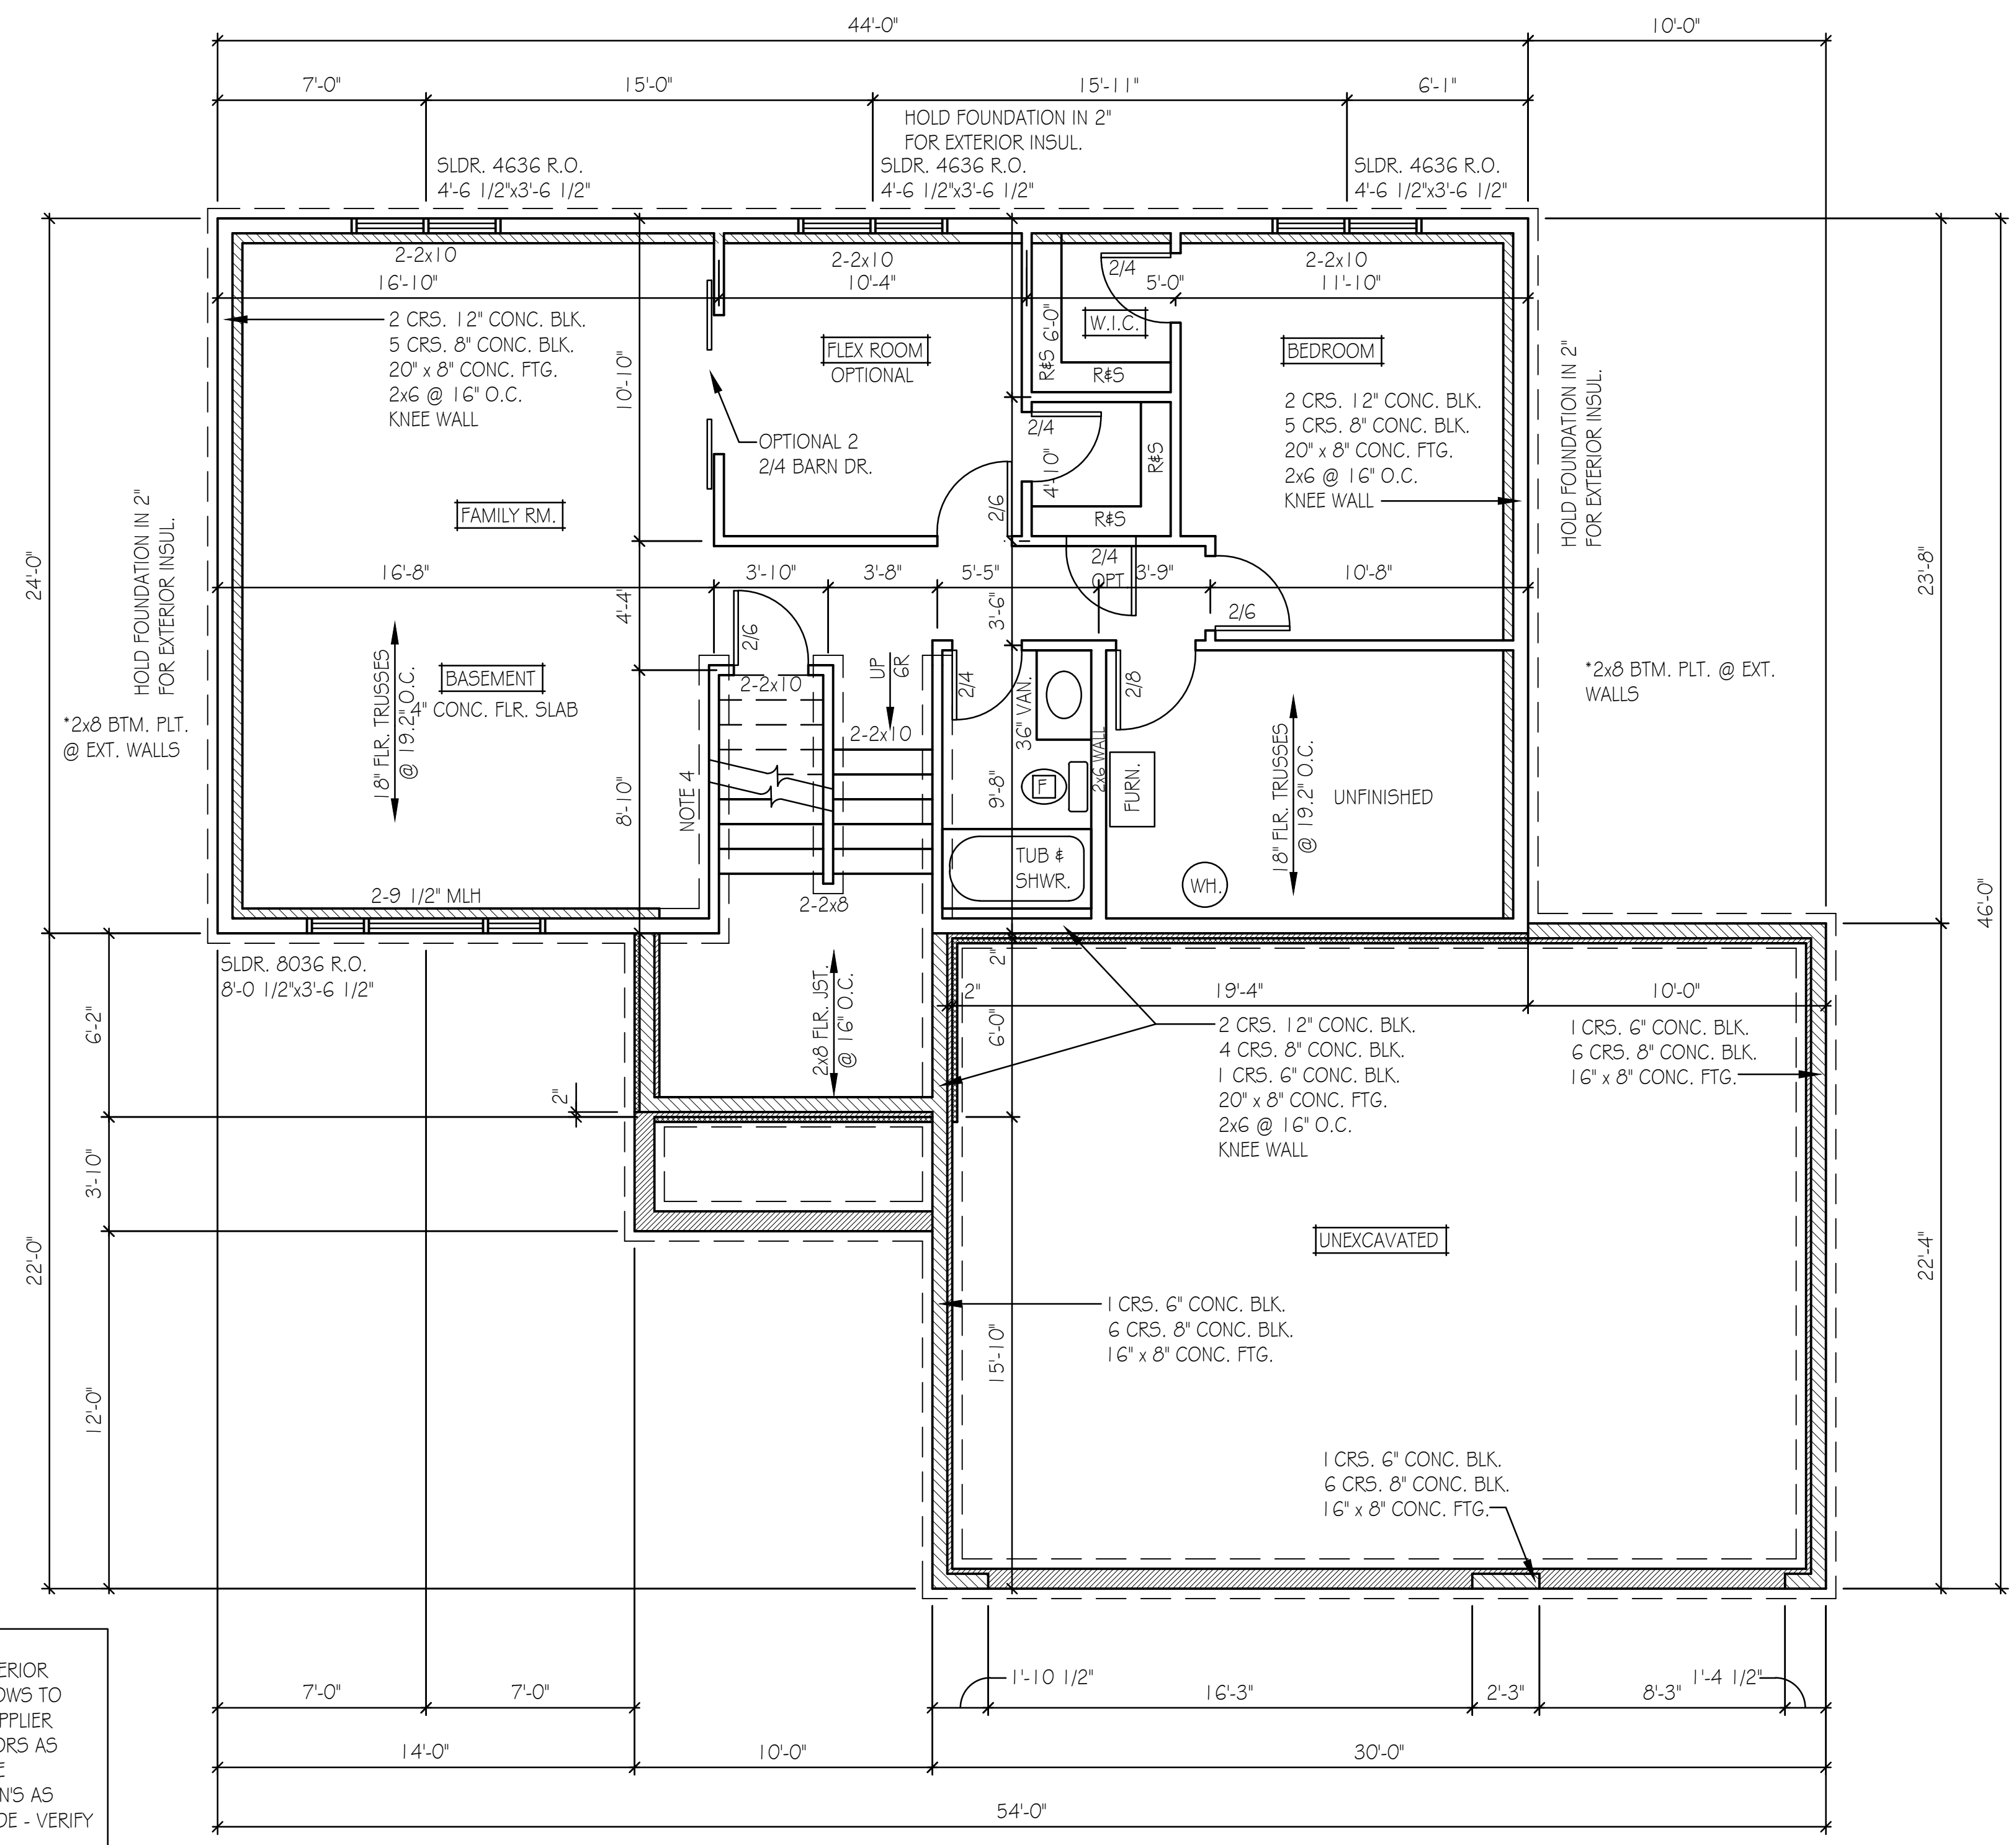 44'-0"
10'-0"
7'-0"
15'-0"
15'-11"
6'-1"
HOLD FOUNDATION IN 2"
FOR EXTERIOR INSUL.
SLDR. 4636 R.O.
4'-6 1/2"x3'-6 1/2"
SLDR. 4636 R.O.
4'-6 1/2"x3'-6 1/2"
SLDR. 4636 R.O.
4'-6 1/2"x3'-6 1/2"
2-2x10
2-2x10
2-2x10
16'-10"
10'-4"
5'-0"
11'-10"
2/4
2 CRS. 12" CONC. BLK.
5 CRS. 8" CONC. BLK.
20" x 8" CONC. FTG.
2x6 @ 16" O.C.
KNEE WALL
10'-10"
FLEX ROOM
OPTIONAL
R&S 6'-0"
W.I.C.
R&S
BEDROOM
2 CRS. 12" CONC. BLK.
5 CRS. 8" CONC. BLK.
20" x 8" CONC. FTG.
2x6 @ 16" O.C.
KNEE WALL
HOLD FOUNDATION IN 2"
FOR EXTERIOR INSUL.
OPTIONAL 2
2/4 BARN DR.
2/4
4'-10"
R&S
R&S
2/6
FAMILY RM.
24'-0"
HOLD FOUNDATION IN 2"
FOR EXTERIOR INSUL.
23'-8"
46'-0"
16'-8"
3'-10"
3'-8"
5'-5"
2/4
OPT
3'-9"
10'-8"
4'-4"
2/6
3'-6"
2/6
BASEMENT
4" CONC. FLR. SLAB
18" FLR. TRUSSES
@ 19.2" O.C.
*2x8 BTM. PLT.
@ EXT. WALLS
*2x8 BTM. PLT. @ EXT.
WALLS
UP
6R
2-2x10
2-2x10
2/4
36" VAN.
2/8
2x6 WALL
NOTE 4
8'-10"
9'-8"
F
FURN.
18" FLR. TRUSSES
@ 19.2" O.C.
UNFINISHED
TUB &
SHWR.
WH.
2-9 1/2" MLH
2-2x8
SLDR. 8036 R.O.
8'-0 1/2"x3'-6 1/2"
2x8 FLR. JST.
@ 16" O.C.
2"
2"
19'-4"
10'-0"
6'-2"
6'-0"
2 CRS. 12" CONC. BLK.
4 CRS. 8" CONC. BLK.
1 CRS. 6" CONC. BLK.
20" x 8" CONC. FTG.
2x6 @ 16" O.C.
KNEE WALL
1 CRS. 6" CONC. BLK.
6 CRS. 8" CONC. BLK.
16" x 8" CONC. FTG.
2"
3'-10"
22'-0"
UNEXCAVATED
22'-4"
1 CRS. 6" CONC. BLK.
6 CRS. 8" CONC. BLK.
16" x 8" CONC. FTG.
15'-10"
12'-0"
1 CRS. 6" CONC. BLK.
6 CRS. 8" CONC. BLK.
16" x 8" CONC. FTG.
ERIOR
OWS TO
PPLIER
ORS AS
E
N'S AS
DE - VERIFY
7'-0"
7'-0"
1'-10 1/2"
16'-3"
2'-3"
8'-3"
1'-4 1/2"
14'-0"
10'-0"
30'-0"
54'-0"